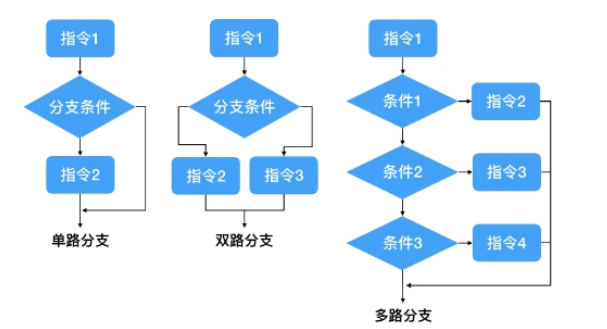 指令1
分支条件
指令2
单路分支
指令1
分支条件
指令2
指令3
双路分支
指令1
条件1
指令2
条件2
指令3
条件3
指令4
多路分支